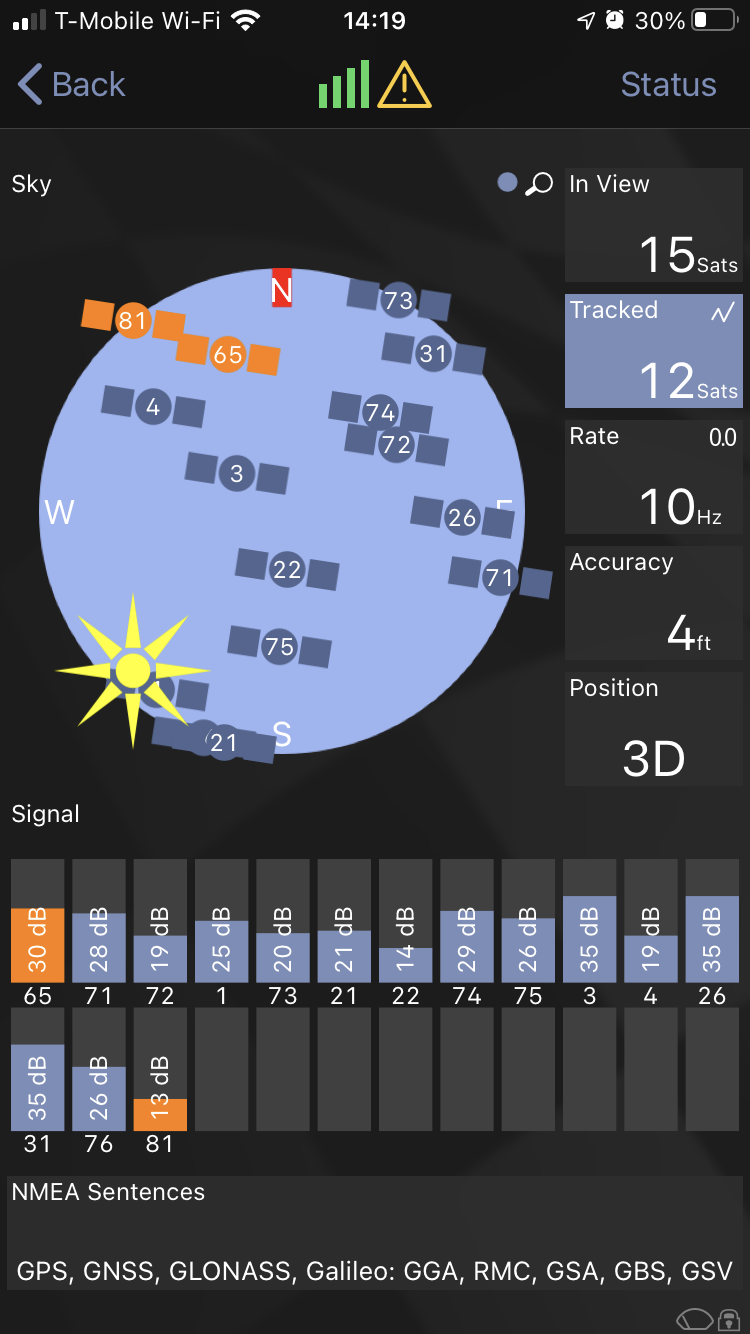 T-Mobile Wi-Fi 14:19 30%
Back Status
Sky In View
15 Sats
N
73
81
Tracked
31
65
12 Sats
4
74
72
Rate 0.0
3
W 26
10 Hz
22
71
Accuracy
75
4 ft
Position
S
21
3D
Signal
30 dB 28 dB 19 dB 25 dB 20 dB 21 dB 14 dB 29 dB 26 dB 35 dB 19 dB 35 dB
65 71 72 1 73 21 22 74 75 3 4 26
35 dB 26 dB 13 dB
31 76 81
NMEA Sentences
GPS, GNSS, GLONASS, Galileo: GGA, RMC, GSA, GBS, GSV